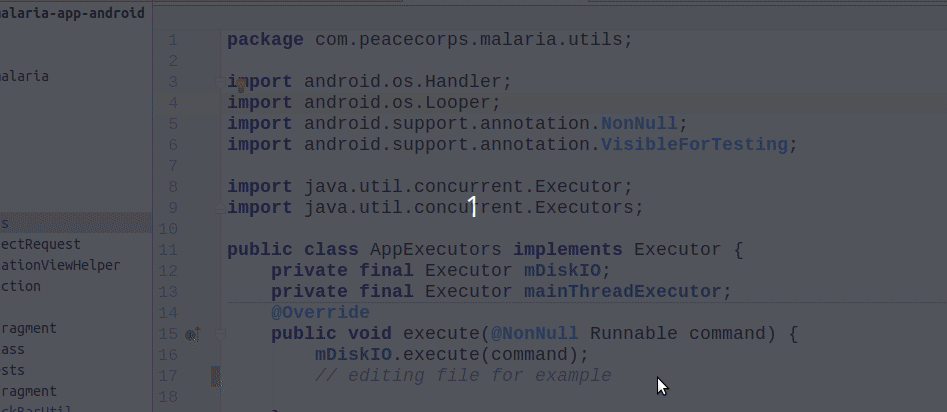 alaria-app-android
alaria
s
ectRequest
ationViewHelper
ction
ragment
ass
sts
ragment
ckBarUtil
1 package com.peacecorps.malaria.utils;
2
3 import android.os.Handler;
4 import android.os.Looper;
5 import android.support.annotation.NonNull;
6 import android.support.annotation.VisibleForTesting;
7
8 import java.util.concurrent.Executor;
9 import java.util.concurrent.Executors;
1
10
11 public class AppExecutors implements Executor {
12 private final Executor mDiskIO;
13 private final Executor mainThreadExecutor;
14 @Override
15 public void execute(@NonNull Runnable command) {
16 mDiskIO.execute(command);
17 // editing file for example
18